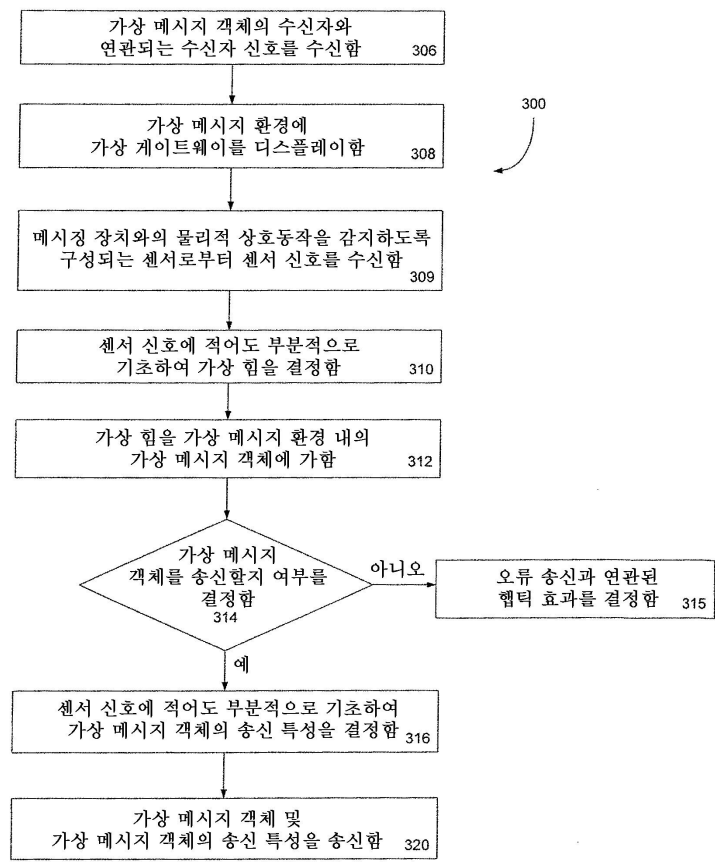 가상 메시지 객체의 수신자와
연관되는 수신자 신호를 수신함
306
300
가상 메시지 환경에
가상 게이트웨이를 디스플레이함
308
메시징 장치와의 물리적 상호동작을 감지하도록
구성되는 센서로부터 센서 신호를 수신함
309
센서 신호에 적어도 부분적으로
기초하여 가상 힘을 결정함
310
가상 힘을 가상 메시지 환경 내의
가상 메시지 객체에 가함
312
가상 메시지
객체를 송신할지 여부를
결정함
314
아니오
오류 송신과 연관된
햅틱 효과를 결정함
315
예
센서 신호에 적어도 부분적으로 기초하여
가상 메시지 객체의 송신 특성을 결정함
316
가상 메시지 객체 및
가상 메시지 객체의 송신 특성을 송신함
320